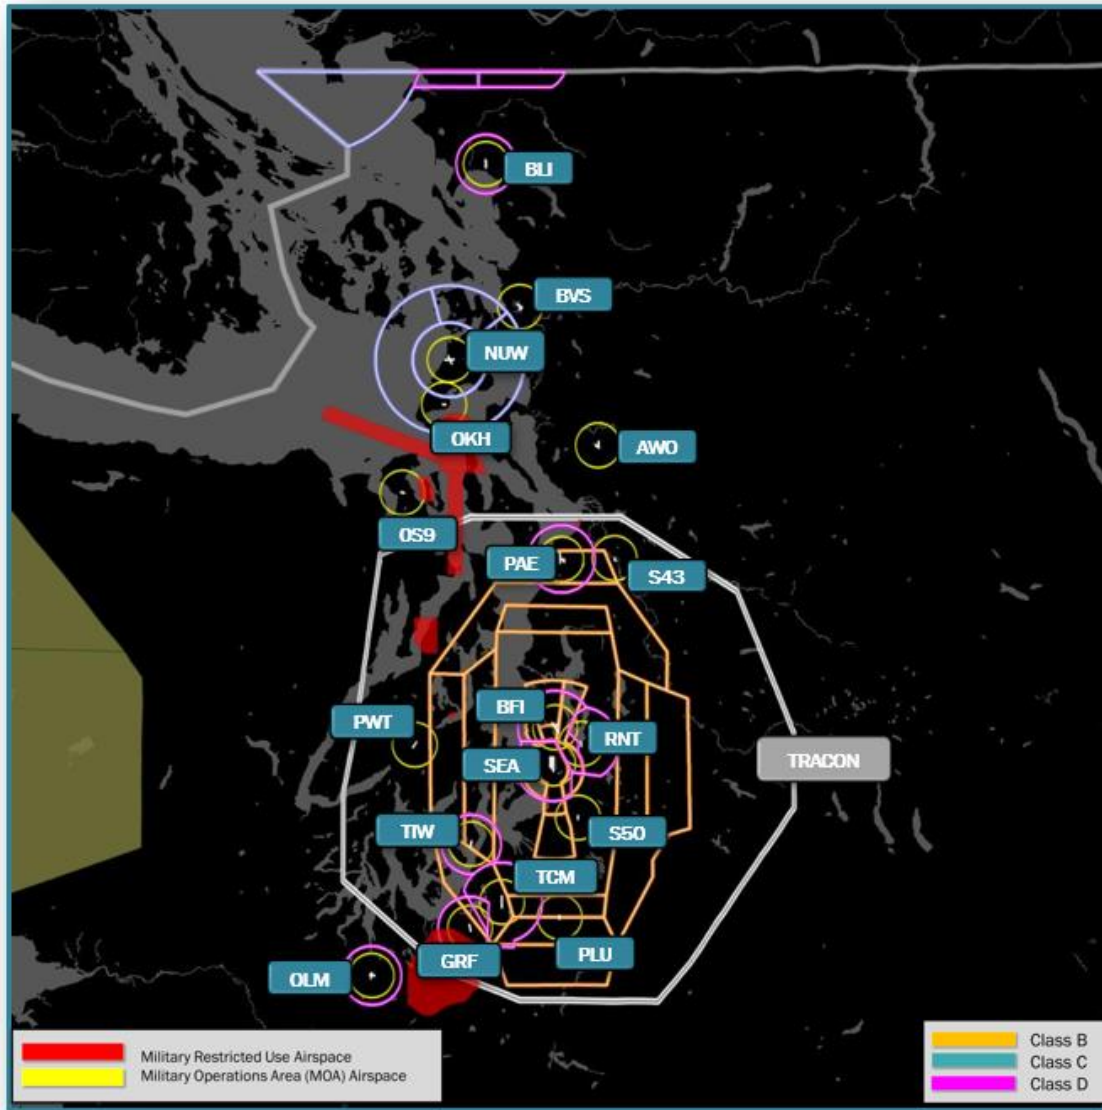 BLI
BVS
NUW
OKH
AWO
OS9
PAE
S43
BFI
PWT
RNT
SEA
TRACON
TIW
S50
TCM
GRF
PLU
OLM
Military Restricted Use Airspace
Military Operations Area (MOA) Airspace
Class B
Class C
Class D